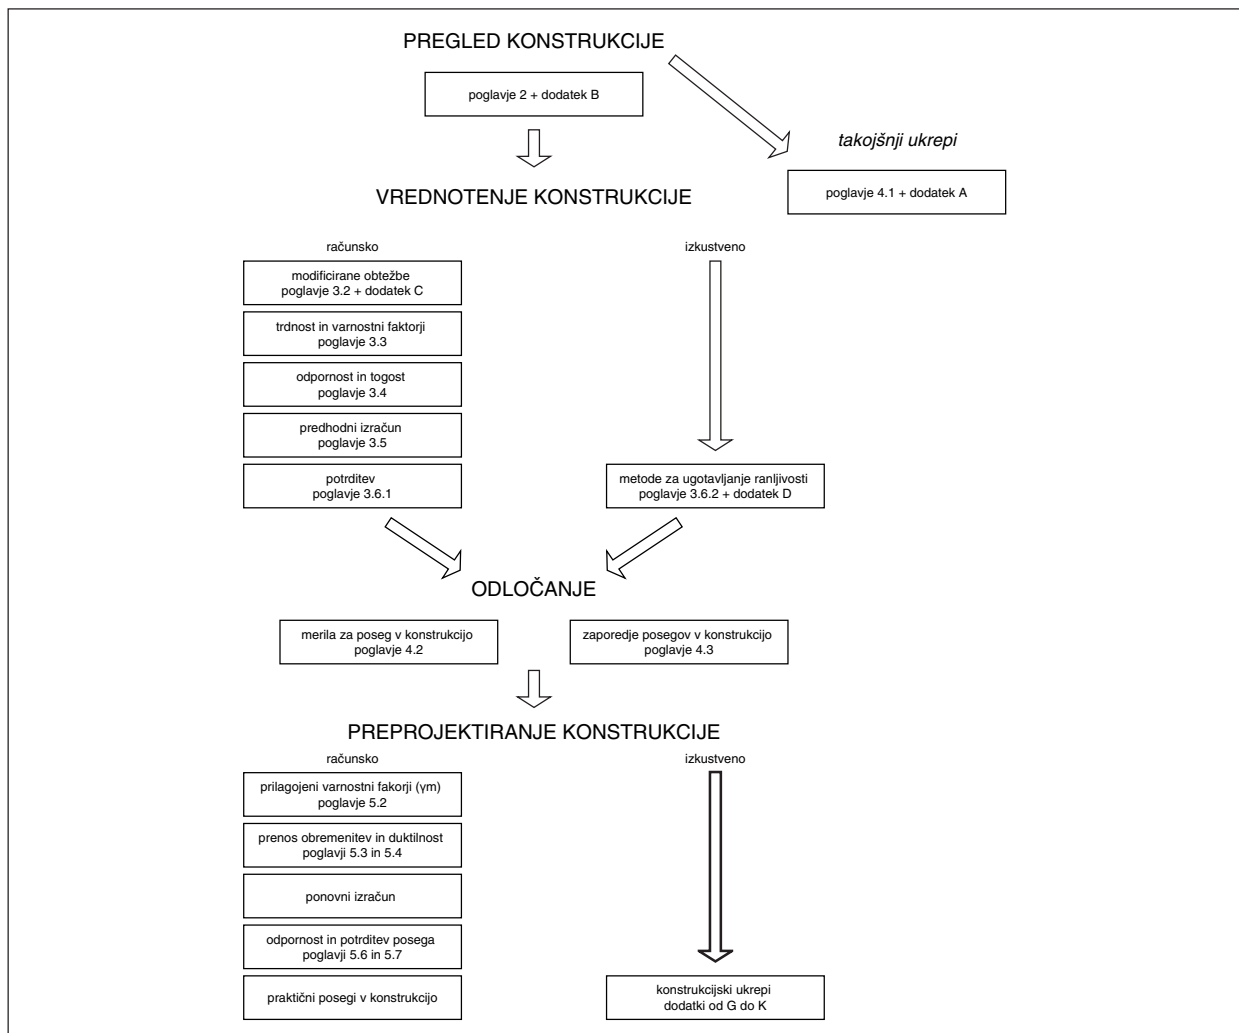 PREGLED KONSTRUKCIJE
poglavje 2 + dodatek B
takojšnji ukrepi
poglavje 4.1 + dodatek A
VREDNOTENJE KONSTRUKCIJE
računsko
modificirane obtežbe
poglavje 3.2 + dodatek C
trdnost in varnostni faktorji
poglavje 3.3
odpornost in togost
poglavje 3.4
predhodni izračun
poglavje 3.5
potrditev
poglavje 3.6.1
izkustveno
metode za ugotavljanje ranljivosti
poglavje 3.6.2 + dodatek D
ODLOČANJE
merila za poseg v konstrukcijo
poglavje 4.2
zaporedje posegov v konstrukcijo
poglavje 4.3
PREPROJEKTIRANJE KONSTRUKCIJE
računsko
prilagojeni varnostni fakorji (γm)
poglavje 5.2
prenos obremenitev in duktilnost
poglavji 5.3 in 5.4
ponovni izračun
odpornost in potrditev posega
poglavji 5.6 in 5.7
praktični posegi v konstrukcijo
izkustveno
konstrukcijski ukrepi
dodatki od G do K